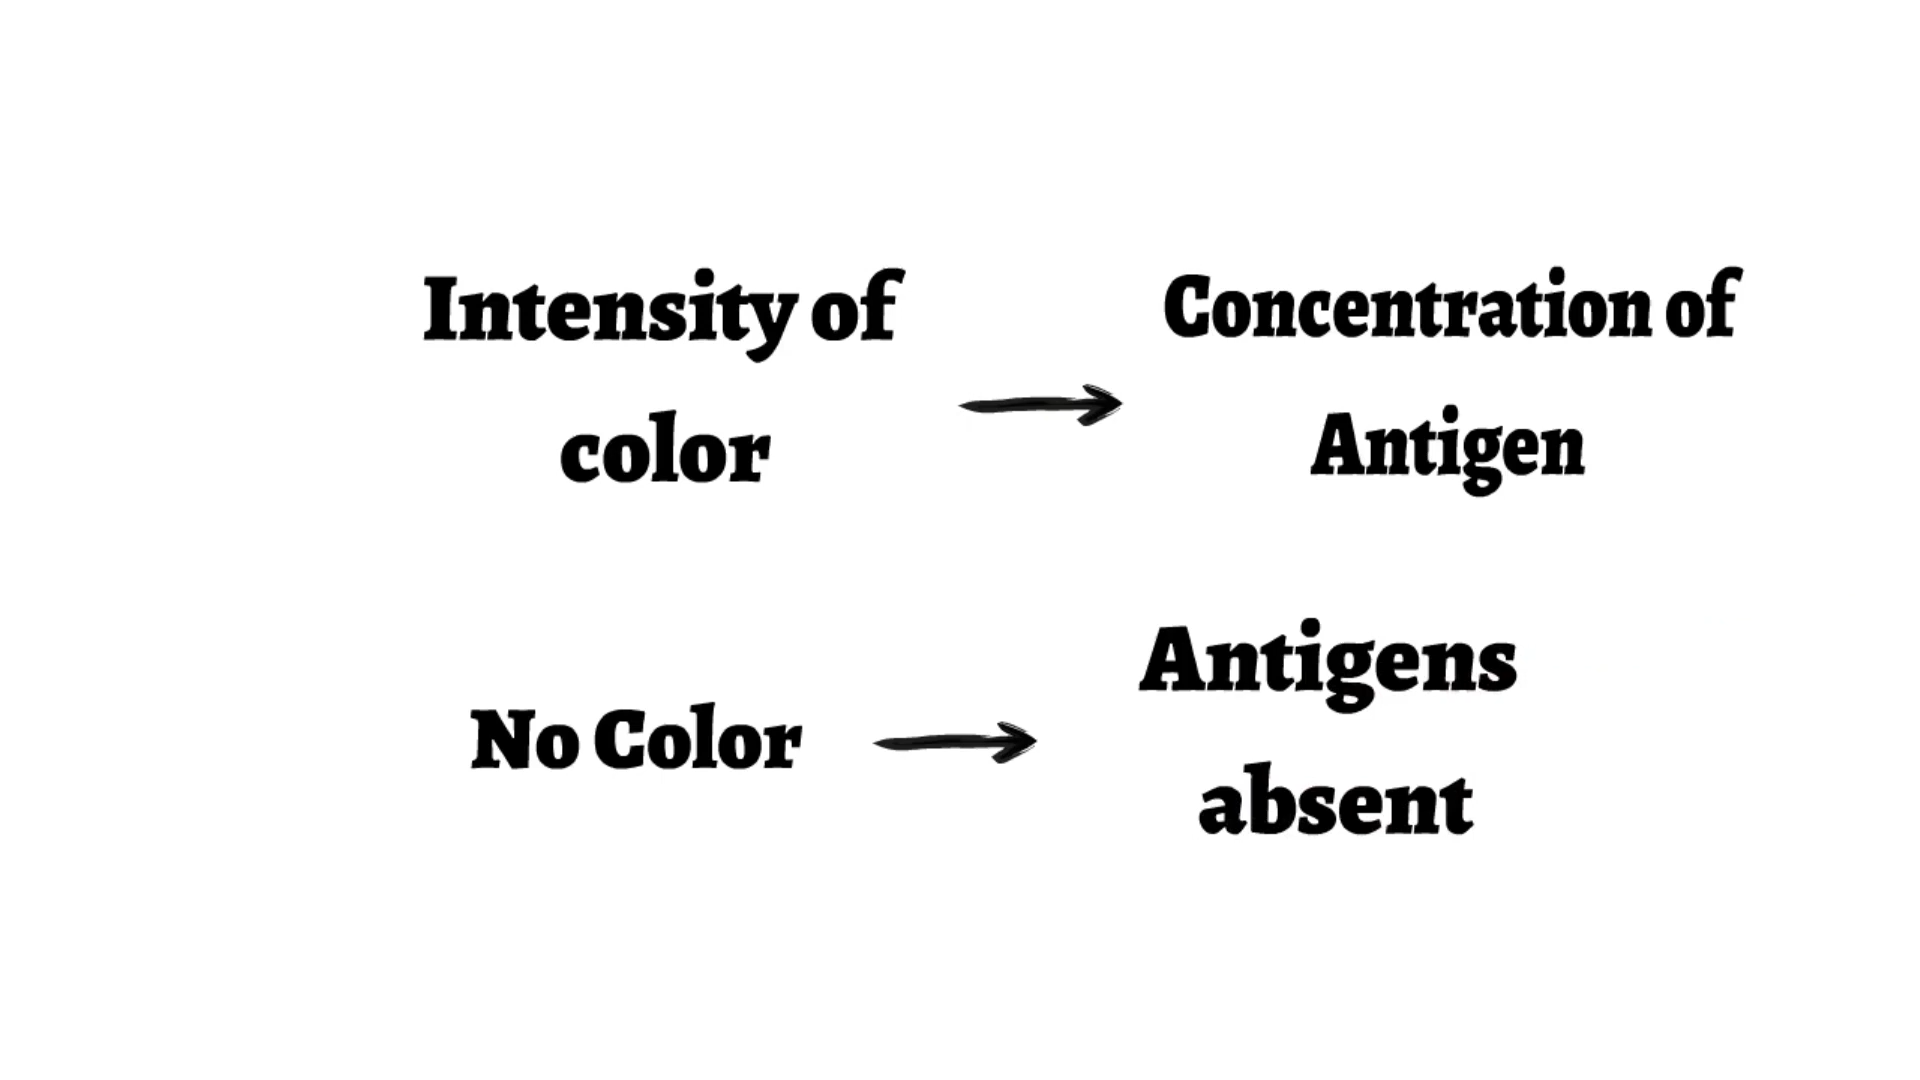 Intensity of
color
Concentration of
Antigen
No Color
Antigens
absent